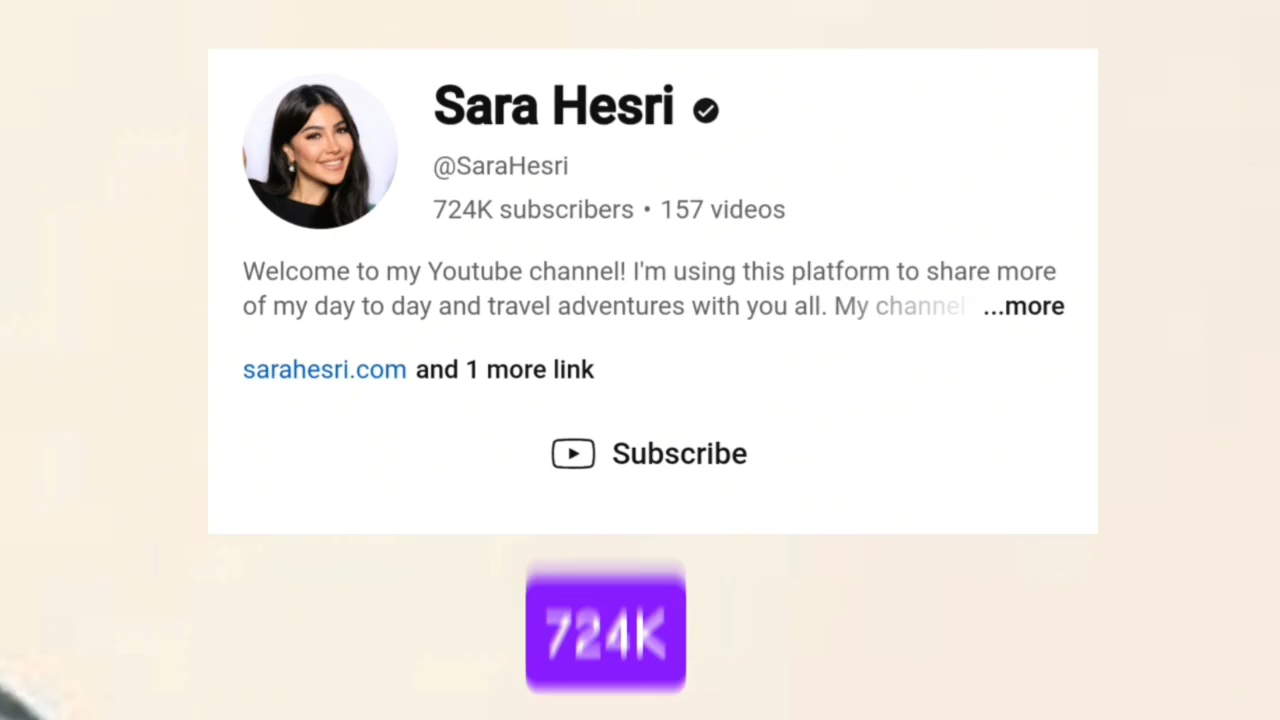 Sara Hesri
@SaraHesri
724K subscribers • 157 videos
Welcome to my Youtube channel! I'm using this platform to share more
of my day to day and travel adventures with you all. My channel ...more
sarahesri.com and 1 more link
Subscribe
724K